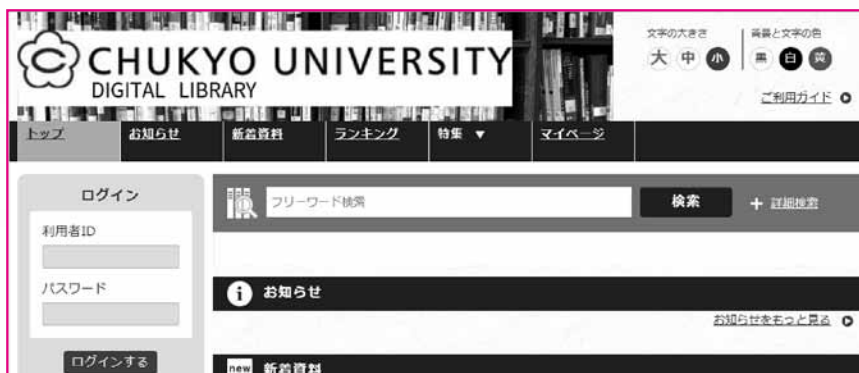 CHUKYO UNIVERSITY
DIGITAL LIBRARY
文字の大きさ
背景と文字の色
大 中 小
黒 白 黄
ご利用ガイド
トップ
お知らせ
新着資料
ランキング
特集 ▼
マイページ
ログイン
利用者ID
パスワード
ログインする
フリーワード検索
検索
+ 詳細検索
お知らせ
お知らせをもっと見る
new 新着資料